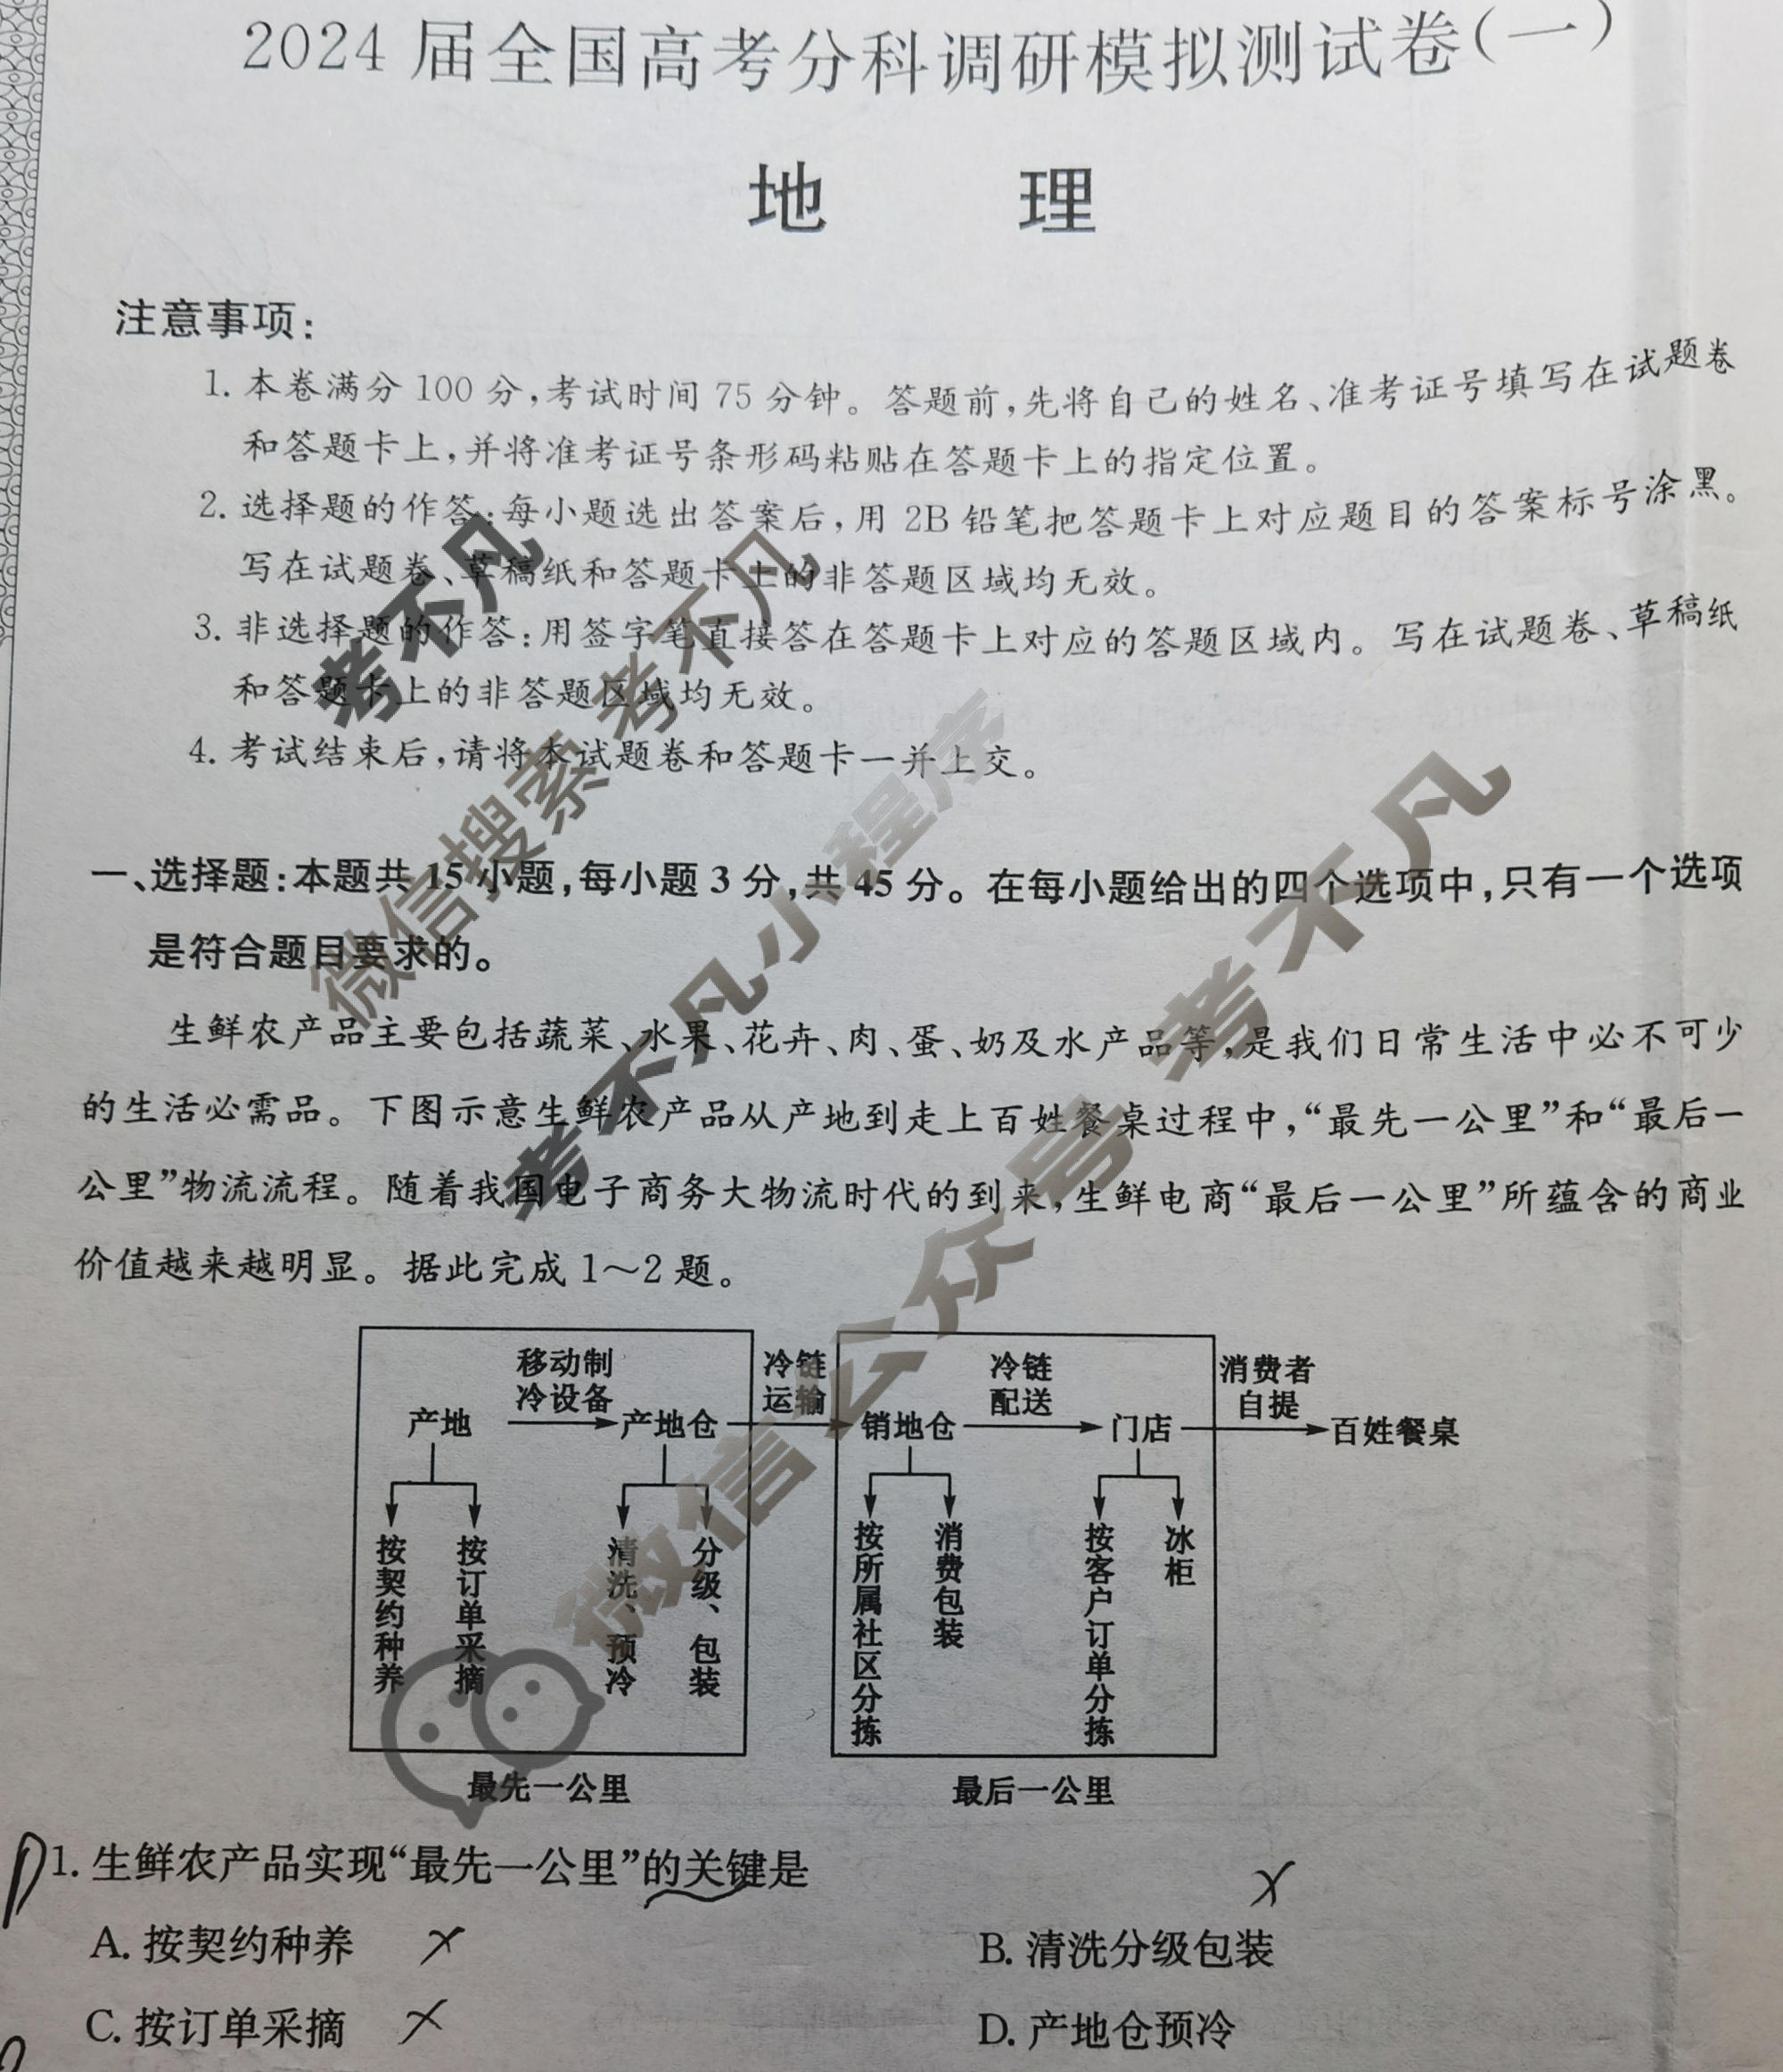 2024届全国高考分科调研模拟测试卷(一)
地 理
注意事项:
1. 本卷满分100分,考试时间75分钟。答题前,先将自己的姓名、准考证号填写在试题卷
和答题卡上,并将准考证号条形码粘贴在答题卡上的指定位置。
2. 选择题的作答:每小题选出答案后,用2B铅笔把答题卡上对应题目的答案标号涂黑。
写在试题卷、草稿纸和答题卡上的非答题区域均无效。
3. 非选择题的作答:用签字笔直接答在答题卡上对应的答题区域内。写在试题卷、草稿纸
和答题卡上的非答题区域均无效。
4. 考试结束后,请将本试题卷和答题卡一并上交。
一、选择题:本题共15小题,每小题3分,共45分。在每小题给出的四个选项中,只有一个选项
是符合题目要求的。
生鲜农产品主要包括蔬菜、水果、花卉、肉、蛋、奶及水产品等,是我们日常生活中必不可少
的生活必需品。下图示意生鲜农产品从产地到走上百姓餐桌过程中,“最先一公里”和“最后一
公里”物流流程。随着我国电子商务大物流时代的到来,生鲜电商“最后一公里”所蕴含的商业
价值越来越明显。据此完成1～2题。
移动制
冷设备
冷链
运输
冷链
配送
消费者
自提
产地
产地仓
销地仓
门店
百姓餐桌
按契约种养
按订单采摘
清洗、预冷
分级、包装
按所属社区分拣
消费包装
按客户订单分拣
冰柜
最先一公里
最后一公里
1. 生鲜农产品实现“最先一公里”的关键是
A. 按契约种养
B. 清洗分级包装
C. 按订单采摘
D. 产地仓预冷
考不凡
微信搜索 考不凡
考不凡小程序
微信公众号 考不凡